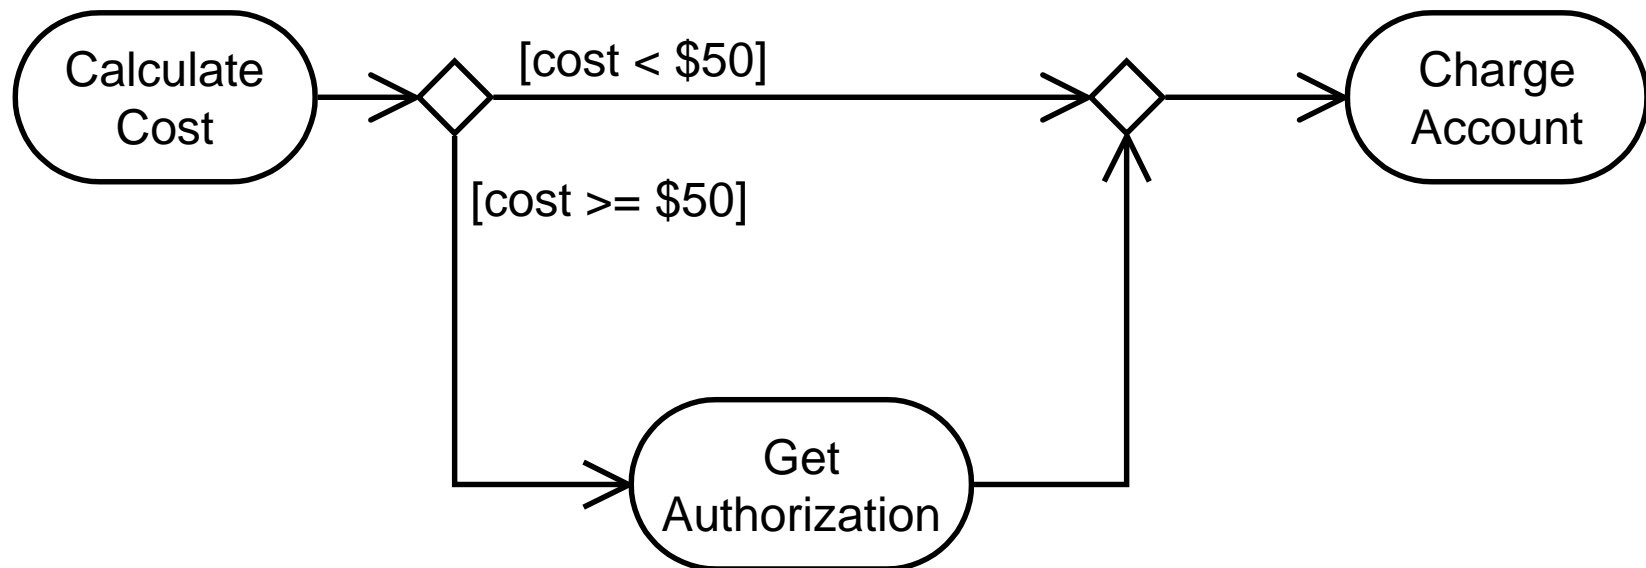 Calculate
Cost
[cost < $50]
Charge
Account
[cost >= $50]
Get
Authorization